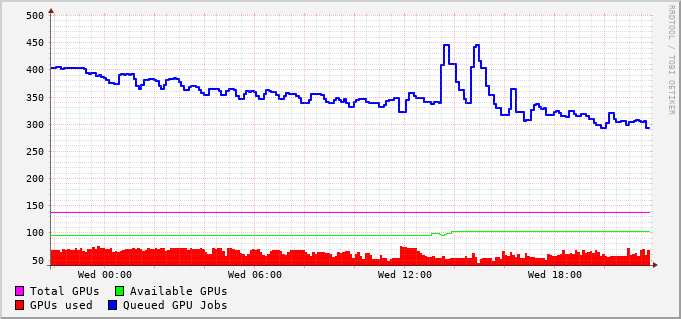 500
450
400
350
300
250
200
150
100
50
Wed 00:00 Wed 06:00 Wed 12:00 Wed 18:00
Total GPUs Available GPUs
GPUs used Queued GPU Jobs
RRDTOOL / TOBI OETIKER